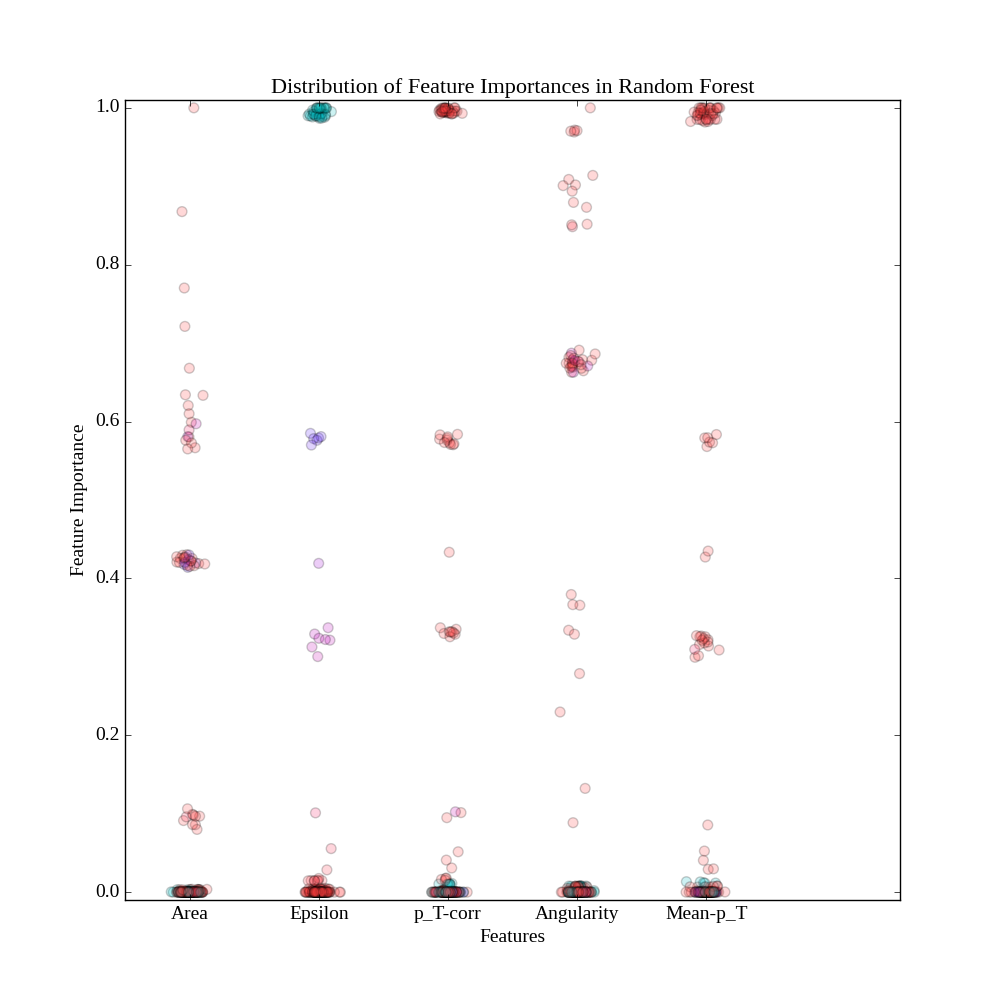 Distribution of Feature Importances in Random Forest
1.0
0.8
0.6
0.4
0.2
0.0
Feature Importance
Area Epsilon p_T-corr Angularity Mean-p_T
Features